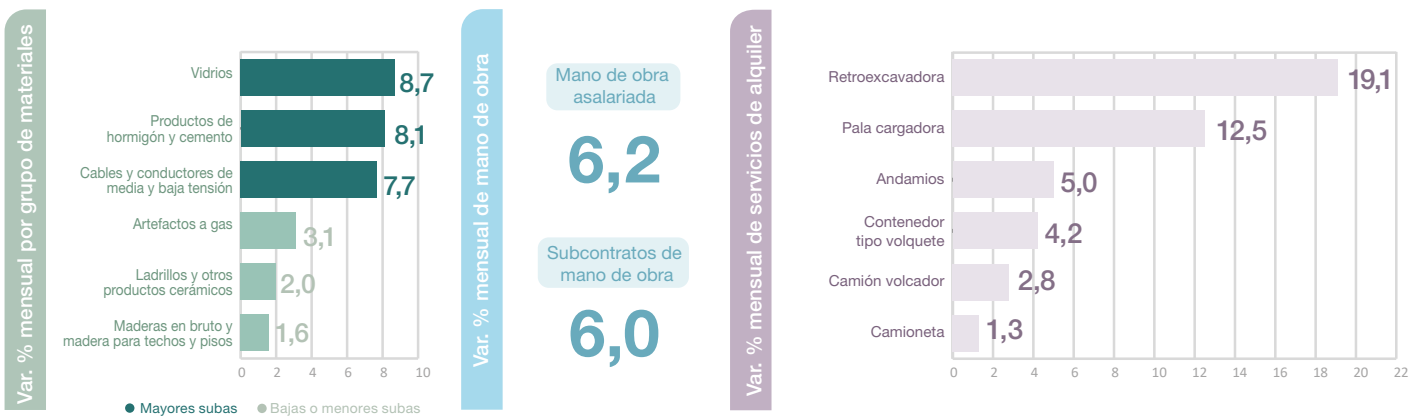 Var. % mensual por grupo de materiales
Vidrios
8,7
Productos de
hormigón y cemento
8,1
Cables y conductores de
media y baja tensión
7,7
Artefactos a gas
3,1
Ladrillos y otros
productos cerámicos
2,0
Maderas en bruto y
madera para techos y pisos
1,6
0 2 4 6 8 10
Mayores subas
Bajas o menores subas
Var. % mensual de mano de obra
Mano de obra
asalariada
6,2
Subcontratos de
mano de obra
6,0
Var. % mensual de servicios de alquiler
Retroexcavadora
19,1
Pala cargadora
12,5
Andamios
5,0
Contenedor
tipo volquete
4,2
Camión volcador
2,8
Camioneta
1,3
0 2 4 6 8 10 12 14 16 18 20 22